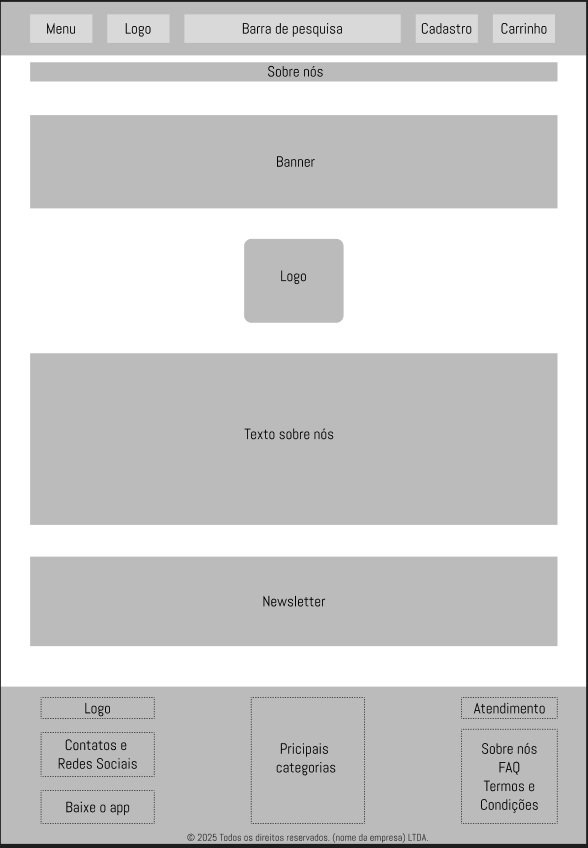 Menu
Logo
Barra de pesquisa
Cadastro
Carrinho
Sobre nós
Banner
Logo
Texto sobre nós
Newsletter
Logo
Contatos e
Redes Sociais
Baixe o app
Pricipais
categorias
Atendimento
Sobre nós
FAQ
Termos e
Condições
© 2025 Todos os direitos reservados. (nome da empresa) LTDA.